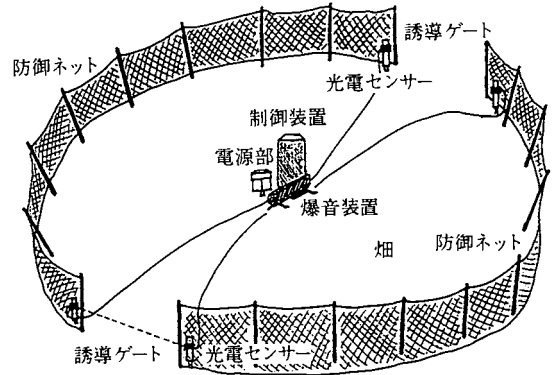 誘導ゲート
防御ネット
光電センサー
制御装置
電源部
爆音装置
畑
防御ネット
誘導ゲート
光電センサー